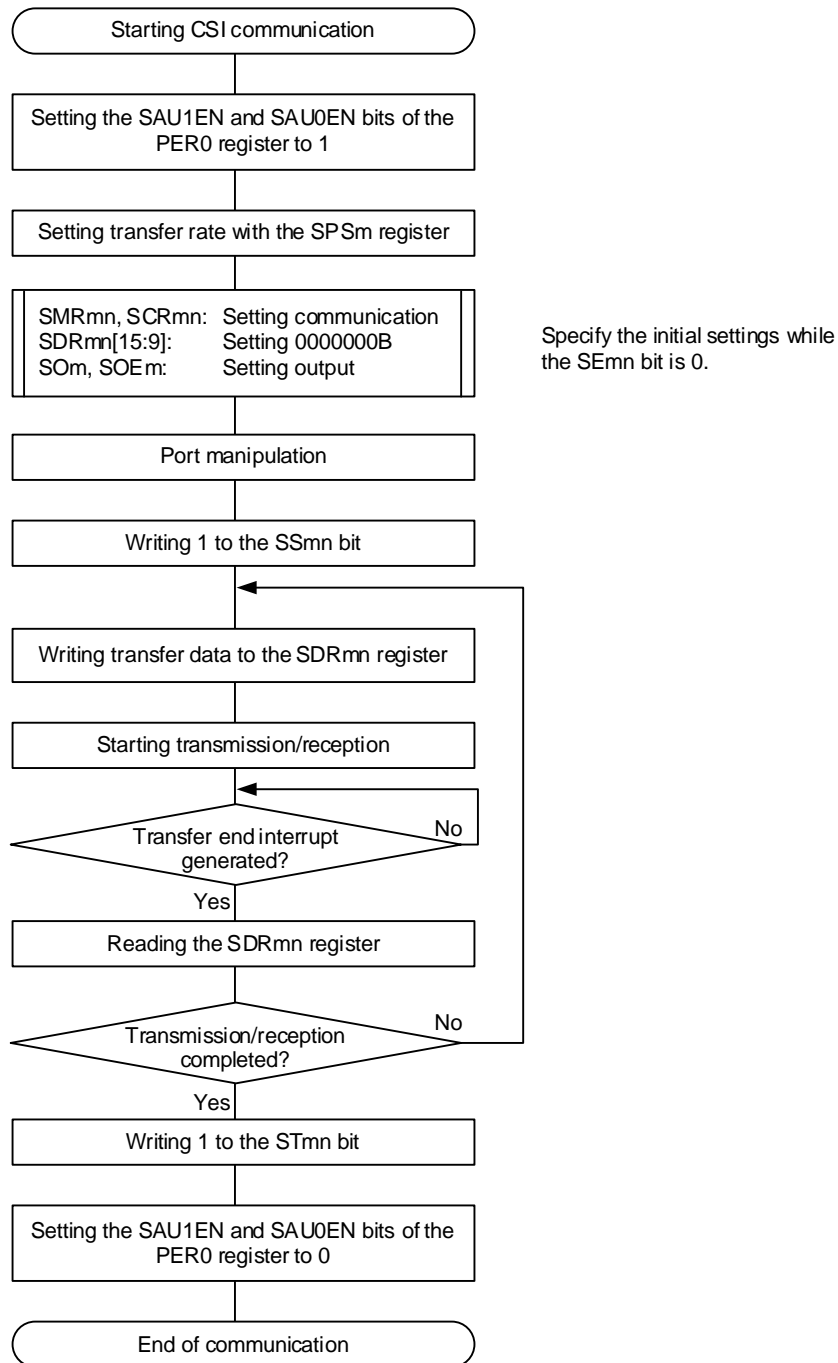 Starting CSI communication
Setting the SAU1EN and SAU0EN bits of the
PER0 register to 1
Setting transfer rate with the SPSm register
SMRmn, SCRmn: Setting communication
SDRmn[15:9]: Setting 0000000B
SOm, SOEm: Setting output
Specify the initial settings while
the SEmn bit is 0.
Port manipulation
Writing 1 to the SSmn bit
Writing transfer data to the SDRmn register
Starting transmission/reception
Transfer end interrupt
generated?
No
Yes
Reading the SDRmn register
Transmission/reception
completed?
No
Yes
Writing 1 to the STmn bit
Setting the SAU1EN and SAU0EN bits of the
PER0 register to 0
End of communication